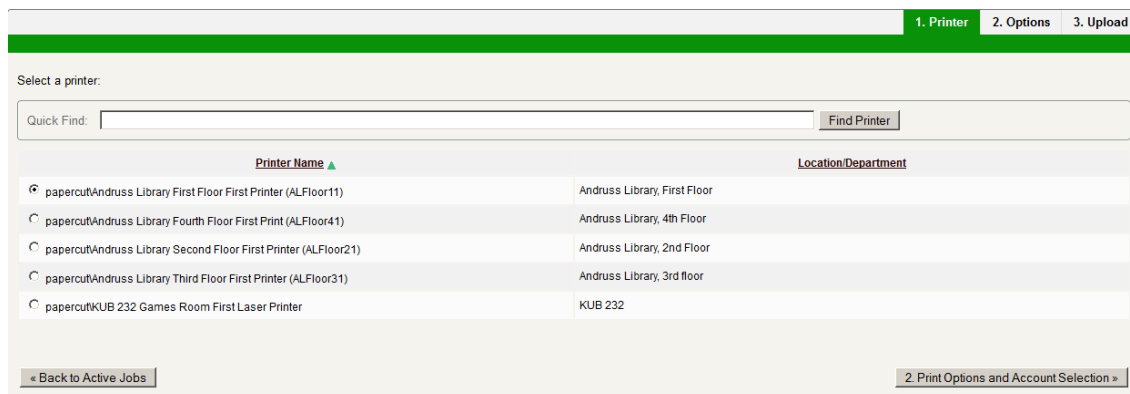 1. Printer 2. Options 3. Upload
Select a printer:
Quick Find: Find Printer
Printer Name Location/Department
papercut\Andruss Library First Floor First Printer (ALFloor11) Andruss Library, First Floor
papercut\Andruss Library Fourth Floor First Print (ALFloor41) Andruss Library, 4th Floor
papercut\Andruss Library Second Floor First Printer (ALFloor21) Andruss Library, 2nd Floor
papercut\Andruss Library Third Floor First Printer (ALFloor31) Andruss Library, 3rd floor
papercut\KUB 232 Games Room First Laser Printer KUB 232
« Back to Active Jobs 2. Print Options and Account Selection »